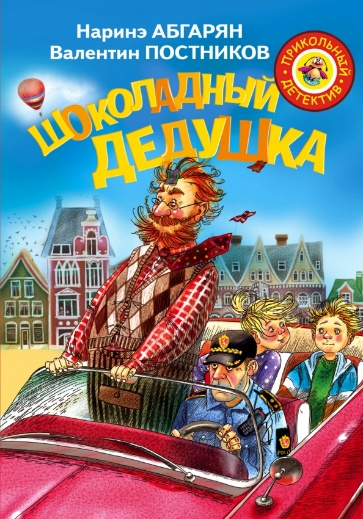 Наринэ АБГАРЯН
Валентин ПОСТНИКОВ
ПРИКОЛЬНЫЙ
ДЕТЕКТИВ
ШОКОЛАДНЫЙ
ДЕДУШКА